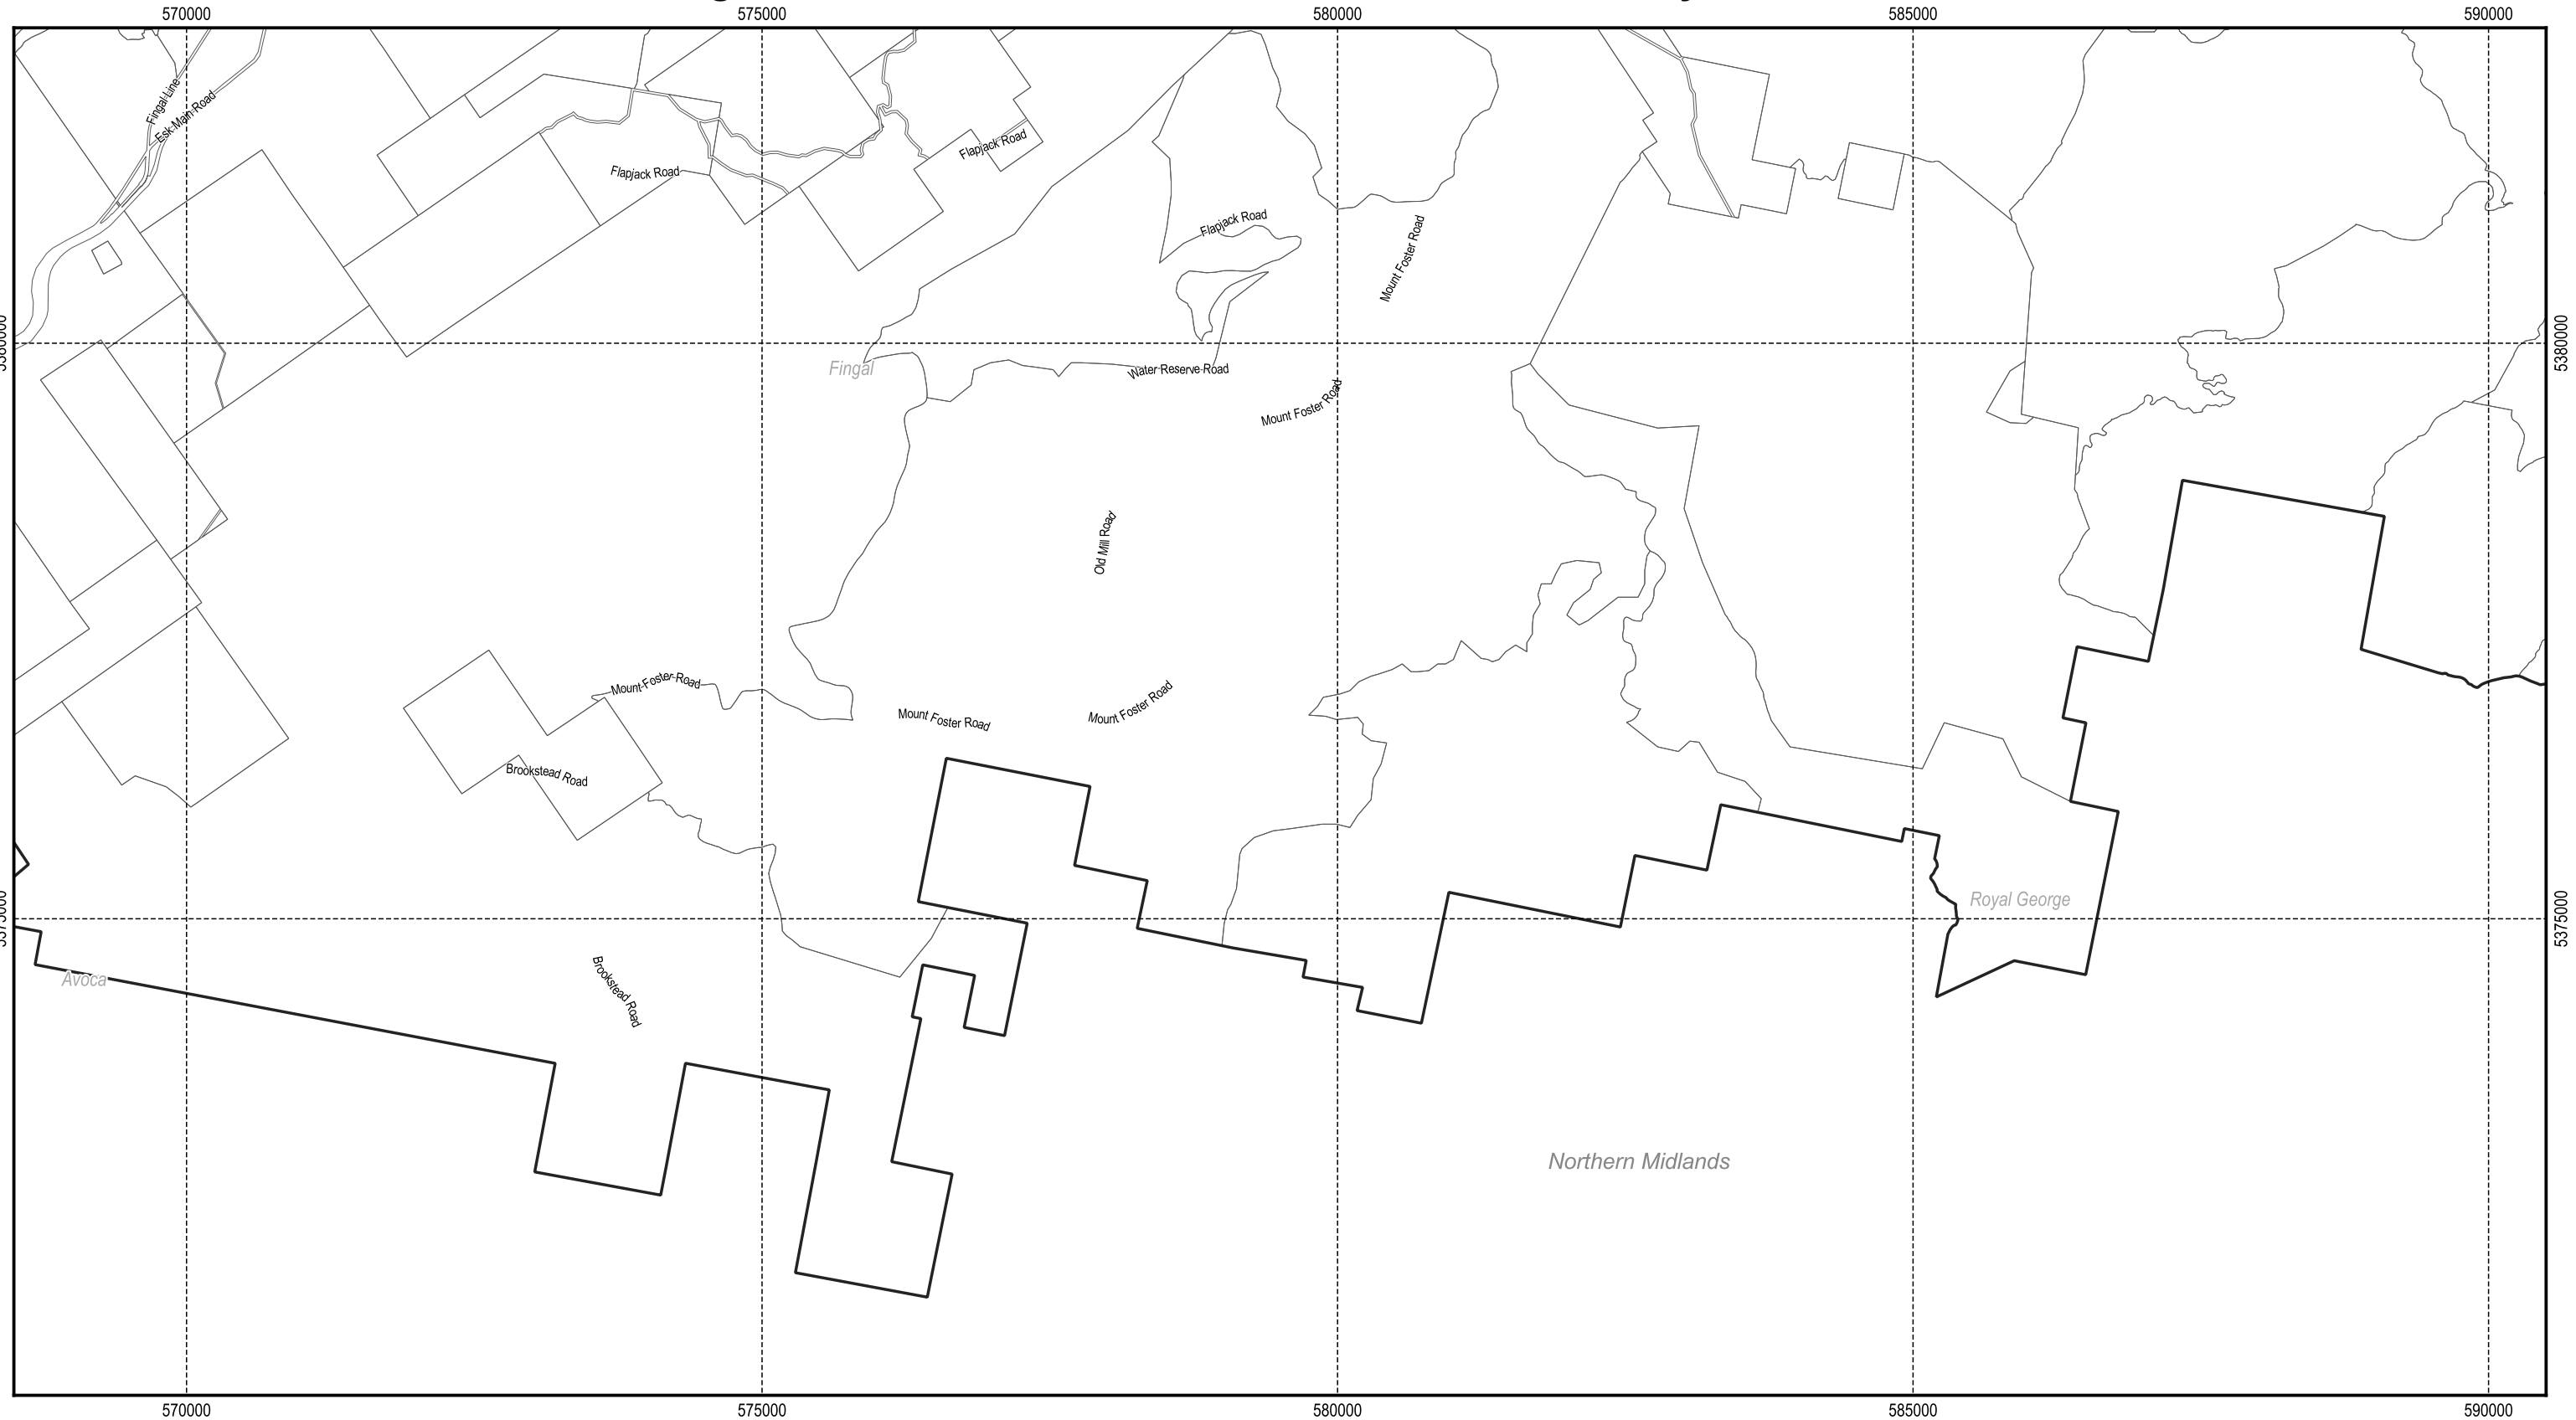 570000 575000 580000 585000 590000
Fingal Line
Esk Main Road
Flapjack Road
Flapjack Road
Flapjack Road
Mount Foster Road
5380000
Fingal
Water Reserve Road
Mount Foster Road
Old Mill Road
Mount Foster Road
Mount Foster Road
Mount Foster Road
Brookstead Road
Royal George
5375000
Avoca
Brookstead Road
Northern Midlands
570000 575000 580000 585000 590000